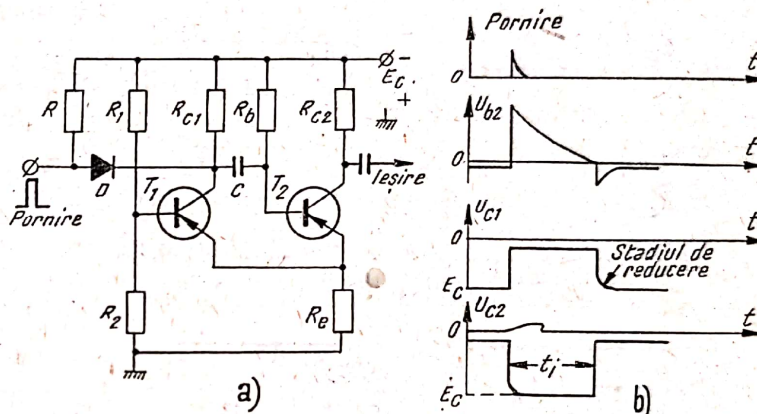 R
R1
Rc1
Rb
Rc2
Ec
−
+
D
C
T1
T2
Ieșire
Pornire
R2
Re
a)
Pornire
0
t
Ub2
0
t
Uc1
0
t
Stadiul de
reducere
Ec
Uc2
0
t
ti
Ec
b)